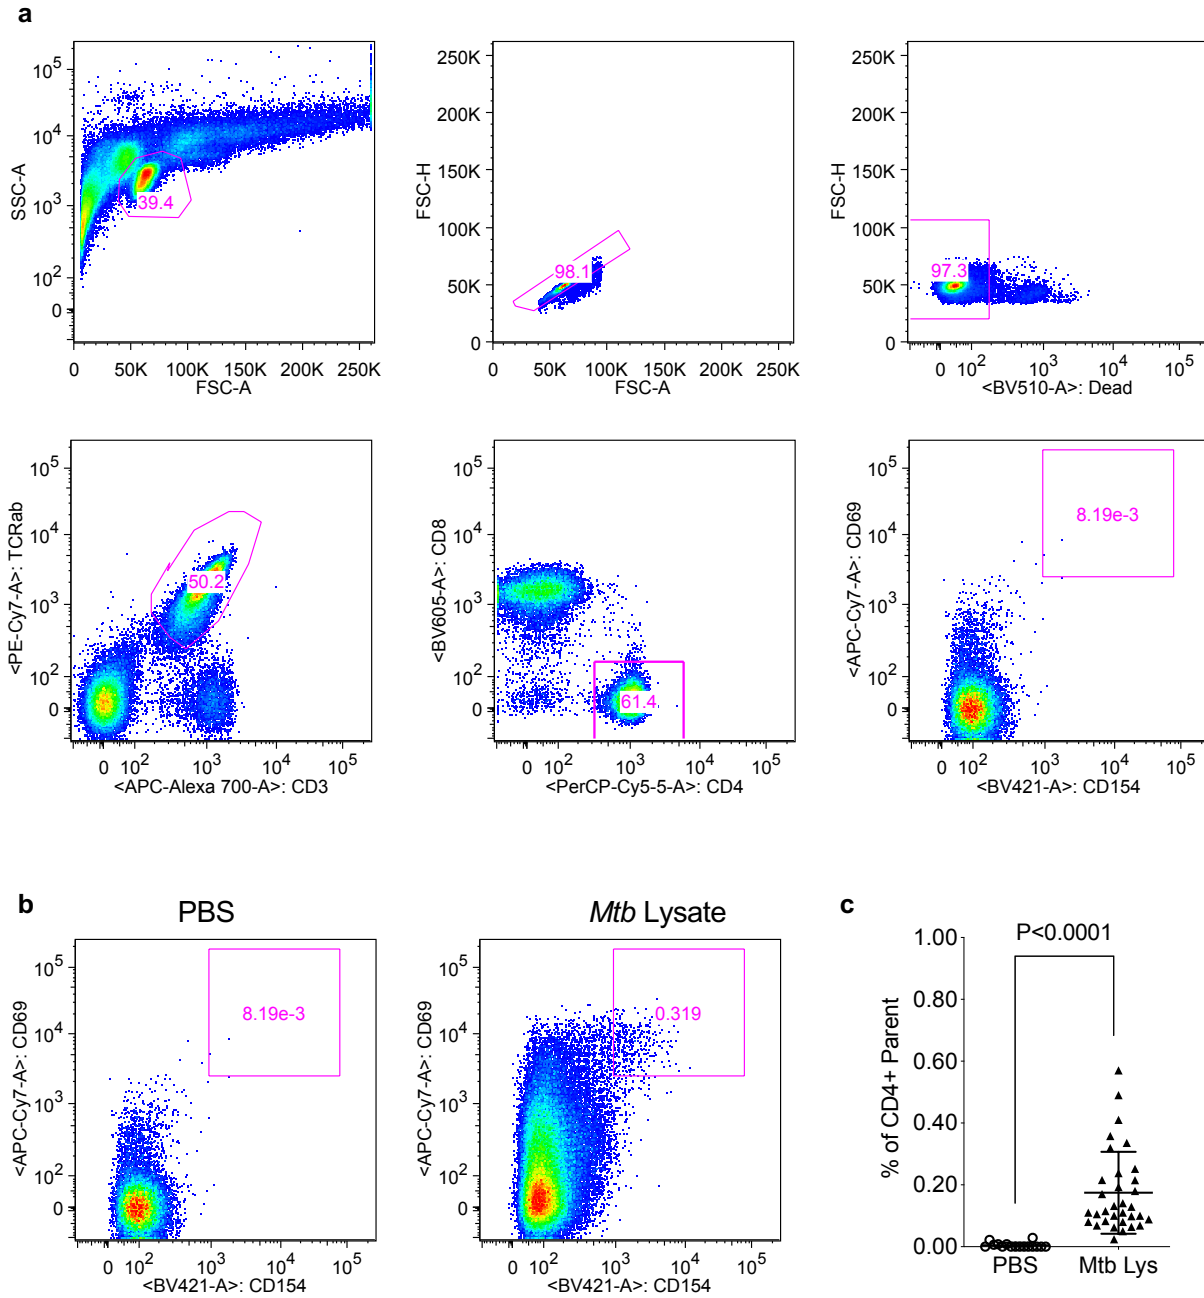 a
10^5
10^4
10^3
10^2
0
SSC-A
39.4
0 50K 100K 150K 200K 250K
FSC-A
250K
200K
150K
100K
50K
0
FSC-H
98.1
0 50K 100K 150K 200K 250K
FSC-A
250K
200K
150K
100K
50K
0
FSC-H
97.3
0 10^2 10^3 10^4 10^5
<BV510-A>: Dead
10^5
10^4
10^3
10^2
0
<PE-Cy7-A>: TCRab
50.2
0 10^2 10^3 10^4 10^5
<APC-Alexa 700-A>: CD3
10^5
10^4
10^3
10^2
0
<BV605-A>: CD8
61.4
0 10^2 10^3 10^4 10^5
<PerCP-Cy5-5-A>: CD4
10^5
10^4
10^3
10^2
0
<APC-Cy7-A>: CD69
8.19e-3
0 10^2 10^3 10^4 10^5
<BV421-A>: CD154
b
PBS
10^5
10^4
10^3
10^2
0
<APC-Cy7-A>: CD69
8.19e-3
0 10^2 10^3 10^4 10^5
<BV421-A>: CD154
Mtb Lysate
10^5
10^4
10^3
10^2
0
<APC-Cy7-A>: CD69
0.319
0 10^2 10^3 10^4 10^5
<BV421-A>: CD154
c
P<0.0001
1.00
0.80
0.60
0.40
0.20
0.00
% of CD4+ Parent
PBS Mtb Lys